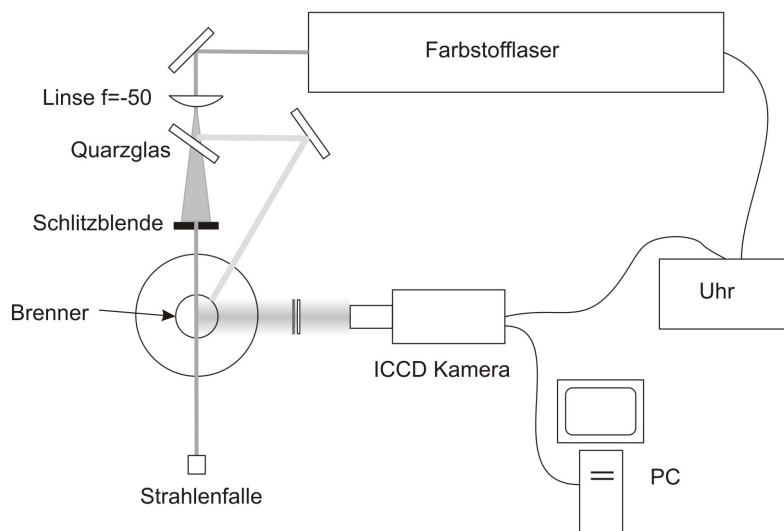 Farbstofflaser
Linse f=-50
Quarzglas
Schlitzblende
Uhr
Brenner
ICCD Kamera
PC
Strahlenfalle